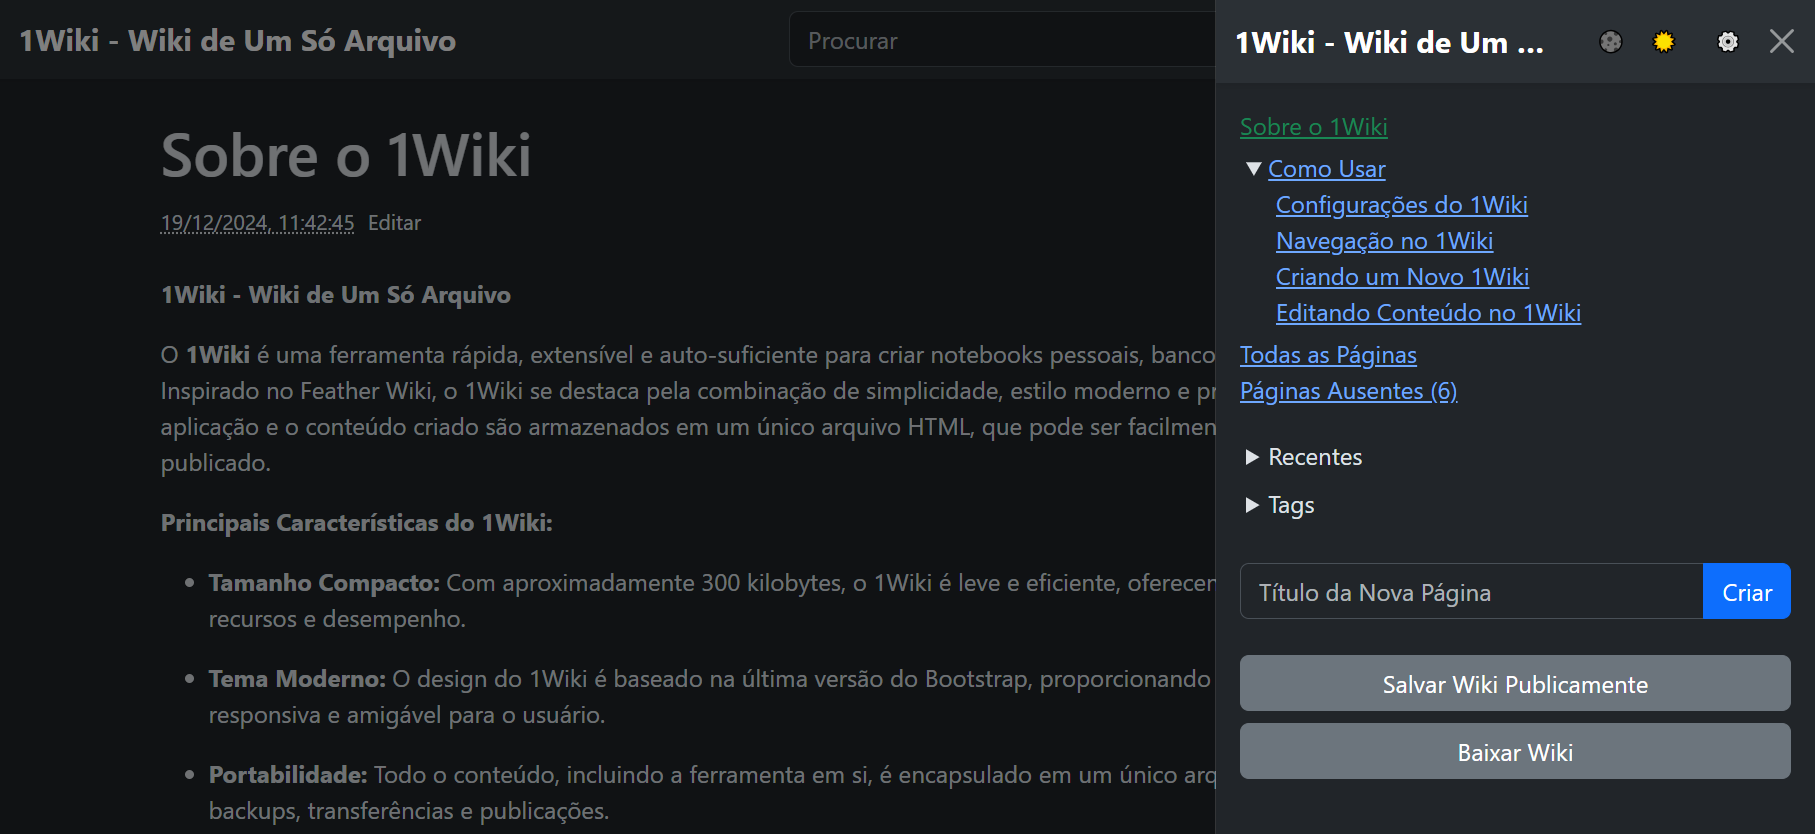 1Wiki - Wiki de Um Só Arquivo
Procurar
Sobre o 1Wiki
19/12/2024, 11:42:45 Editar
1Wiki - Wiki de Um Só Arquivo
O 1Wiki é uma ferramenta rápida, extensível e auto-suficiente para criar notebooks pessoais, banco
Inspirado no Feather Wiki, o 1Wiki se destaca pela combinação de simplicidade, estilo moderno e pr
aplicação e o conteúdo criado são armazenados em um único arquivo HTML, que pode ser facilmen
publicado.
Principais Características do 1Wiki:
Tamanho Compacto: Com aproximadamente 300 kilobytes, o 1Wiki é leve e eficiente, oferecen
recursos e desempenho.
Tema Moderno: O design do 1Wiki é baseado na última versão do Bootstrap, proporcionando
responsiva e amigável para o usuário.
Portabilidade: Todo o conteúdo, incluindo a ferramenta em si, é encapsulado em um único arq
backups, transferências e publicações.
1Wiki - Wiki de Um ...
Sobre o 1Wiki
Como Usar
Configurações do 1Wiki
Navegação no 1Wiki
Criando um Novo 1Wiki
Editando Conteúdo no 1Wiki
Todas as Páginas
Páginas Ausentes (6)
Recentes
Tags
Título da Nova Página
Criar
Salvar Wiki Publicamente
Baixar Wiki